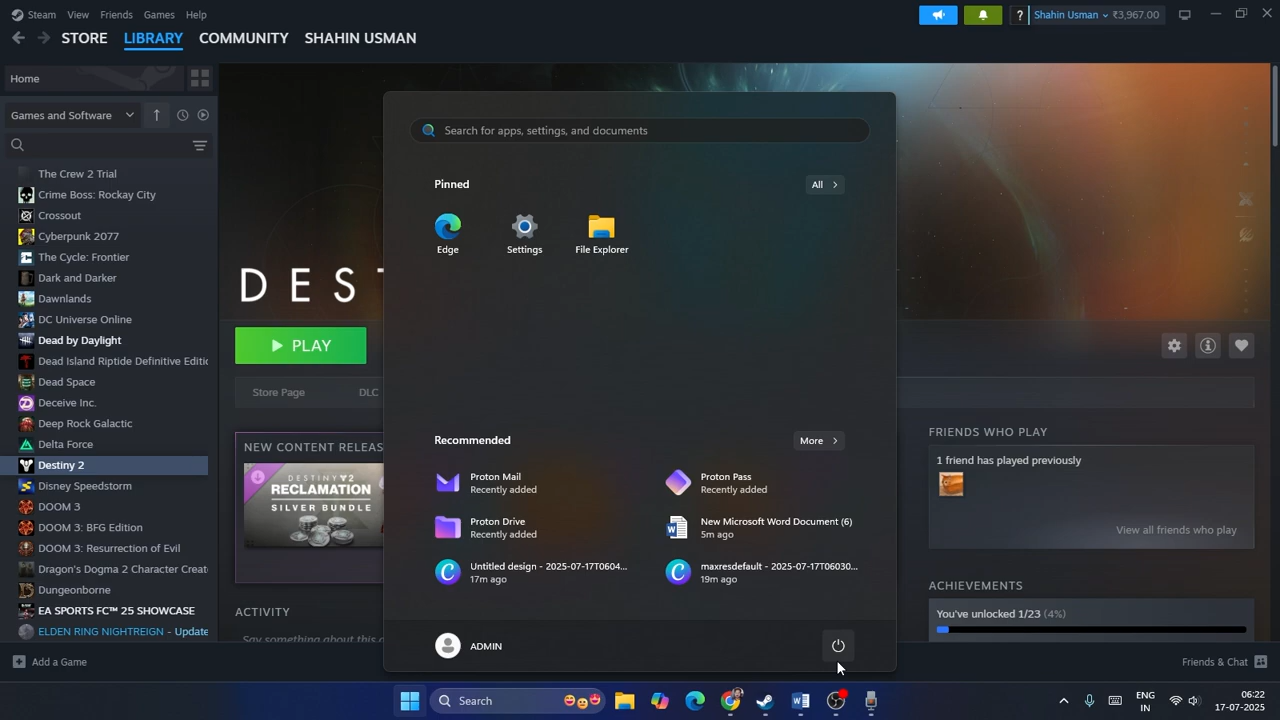 Steam View Friends Games Help
? Shahin Usman ₹3,967.00
STORE LIBRARY COMMUNITY SHAHIN USMAN
Home
Games and Software
The Crew 2 Trial
Crime Boss: Rockay City
Crossout
Cyberpunk 2077
The Cycle: Frontier
Dark and Darker
Dawnlands
DC Universe Online
Dead by Daylight
Dead Island Riptide Definitive Editio
Dead Space
Deceive Inc.
Deep Rock Galactic
Delta Force
Destiny 2
Disney Speedstorm
DOOM 3
DOOM 3: BFG Edition
DOOM 3: Resurrection of Evil
Dragon's Dogma 2 Character Creat
Dungeonborne
EA SPORTS FC™ 25 SHOWCASE
ELDEN RING NIGHTREIGN - Update
Add a Game
DEST
PLAY
Store Page DLC
NEW CONTENT RELEAS
DESTINY 2
RECLAMATION
SILVER BUNDLE
ACTIVITY
Say something about this
Search for apps, settings, and documents
Pinned
All
Edge
Settings
File Explorer
Recommended
More
Proton Mail
Recently added
Proton Pass
Recently added
Proton Drive
Recently added
New Microsoft Word Document (6)
5m ago
Untitled design - 2025-07-17T0604...
17m ago
maxresdefault - 2025-07-17T06030...
19m ago
ADMIN
FRIENDS WHO PLAY
1 friend has played previously
View all friends who play
ACHIEVEMENTS
You've unlocked 1/23 (4%)
Friends & Chat
Search
ENG
IN
06:22
17-07-2025